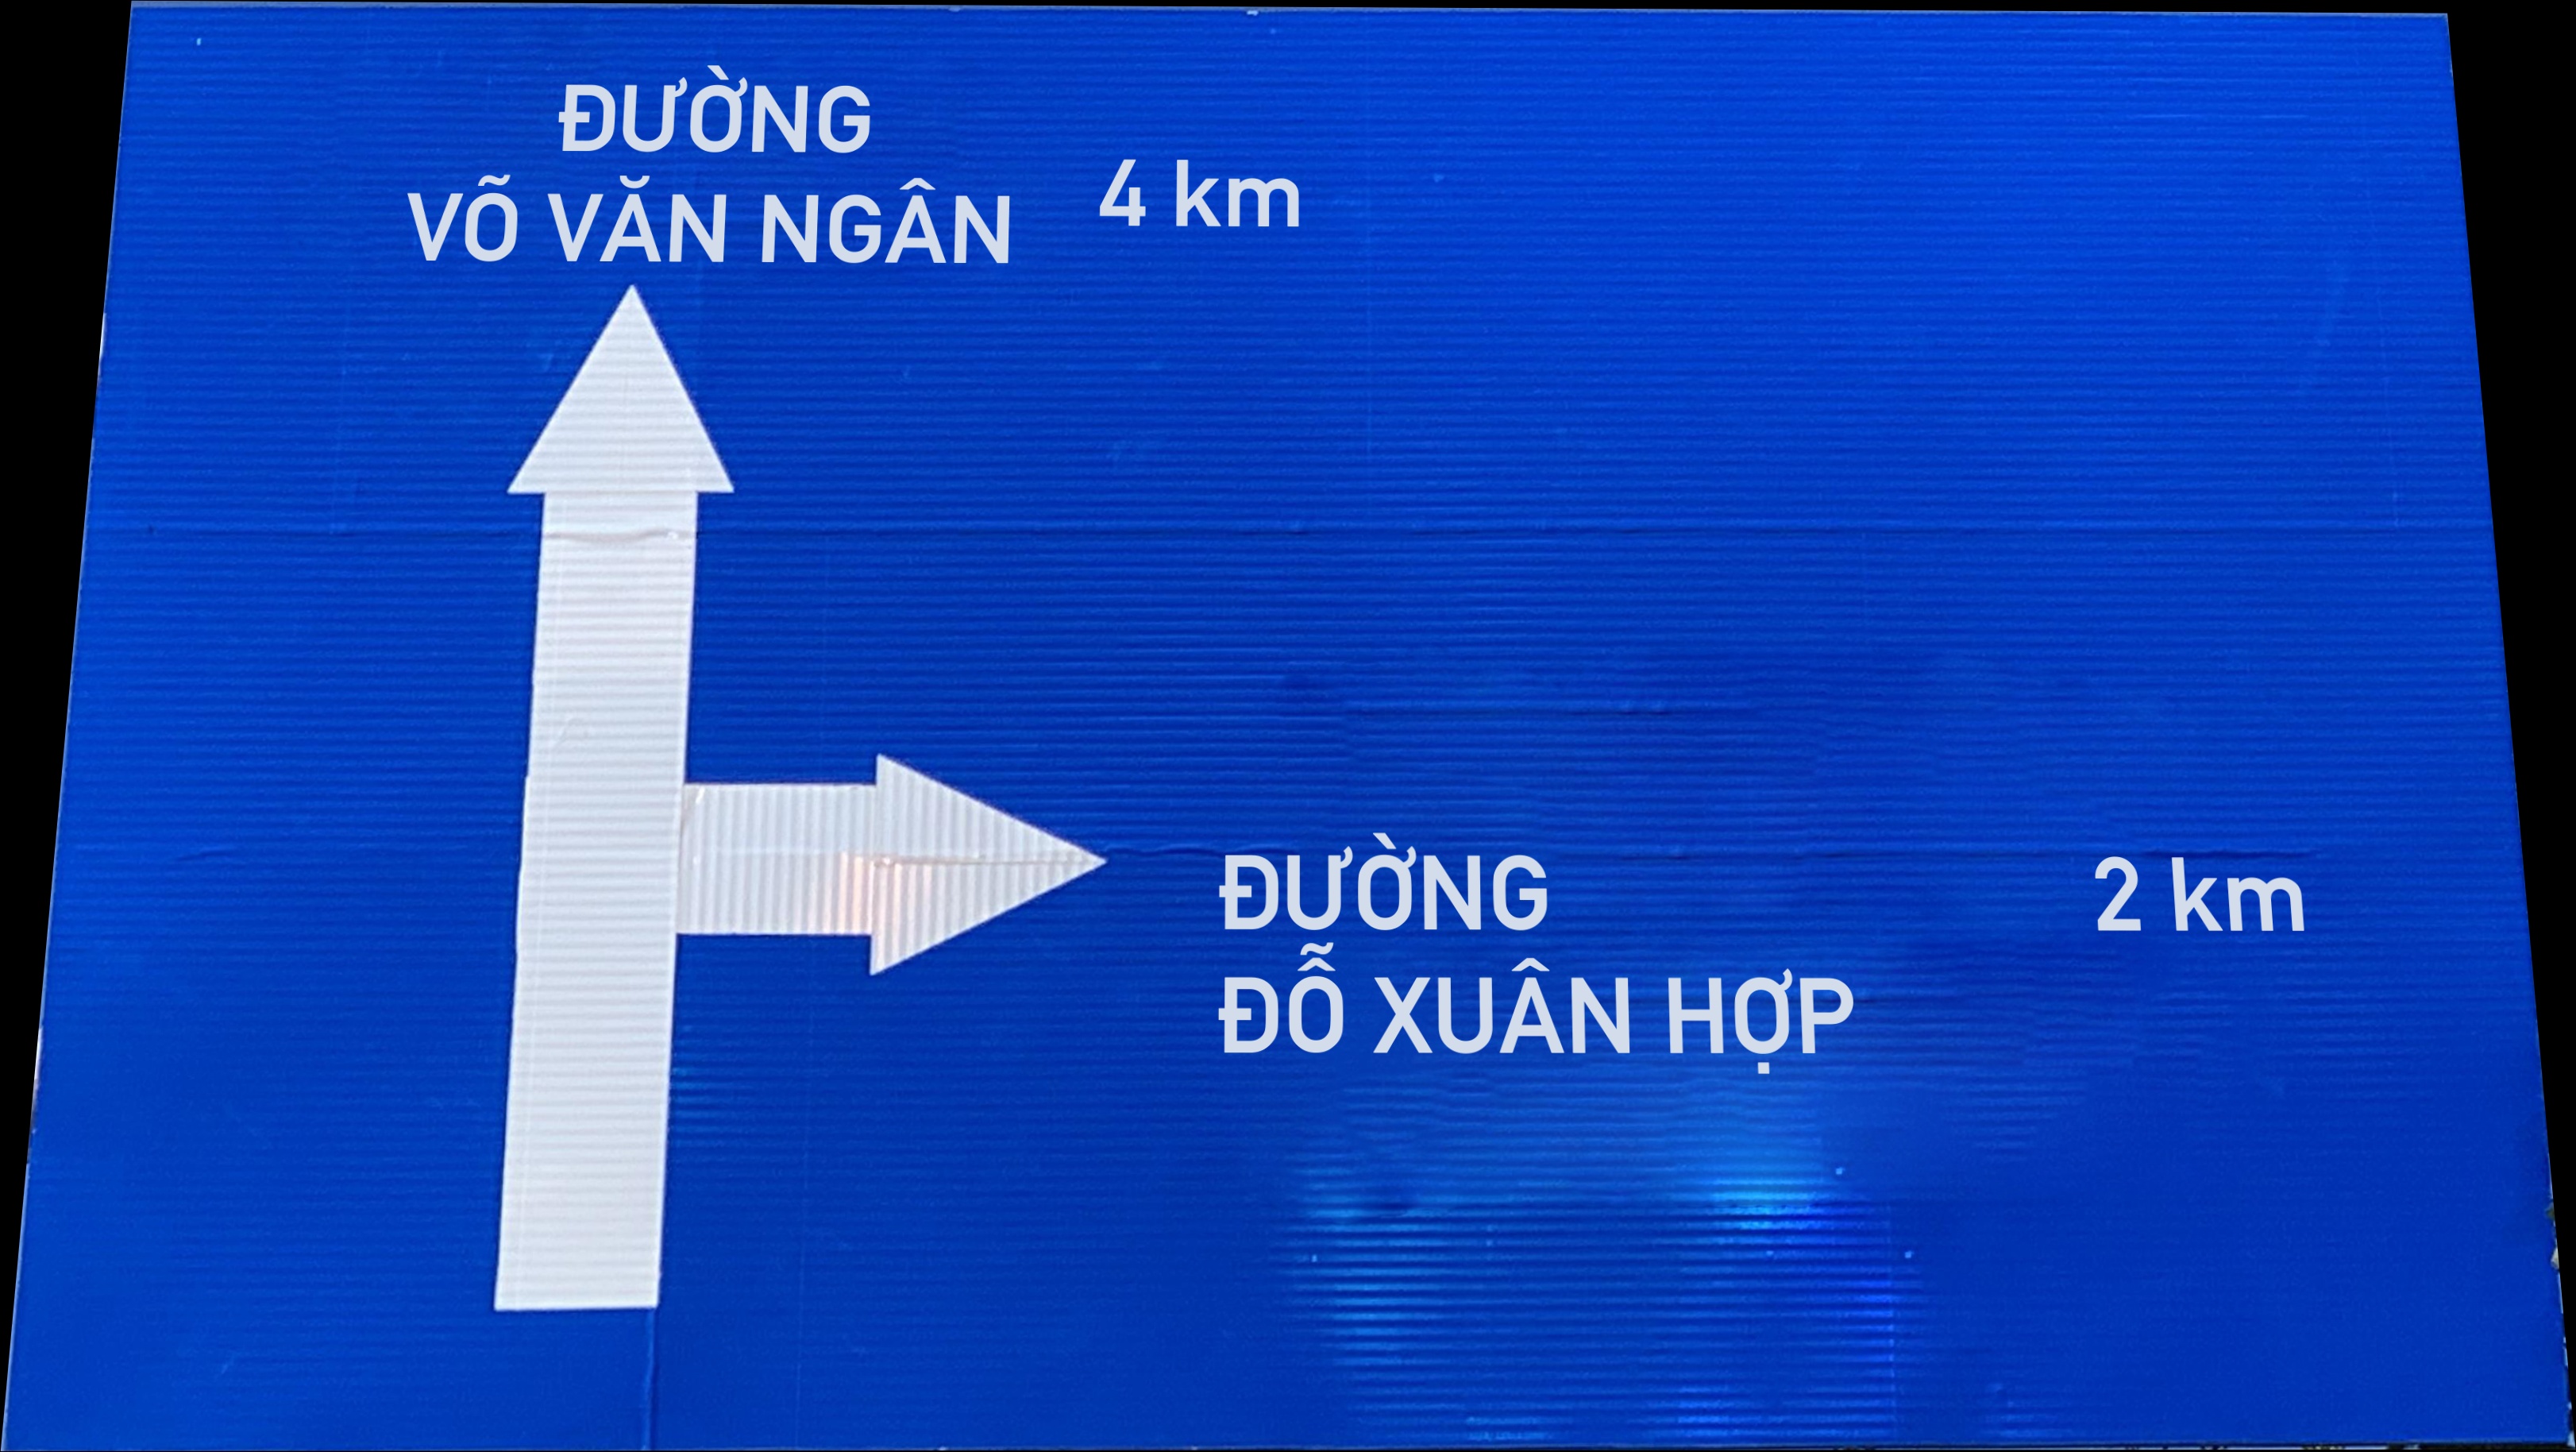 ĐƯỜNG
VÕ VĂN NGÂN
4 km
ĐƯỜNG
ĐỖ XUÂN HỢP
2 km